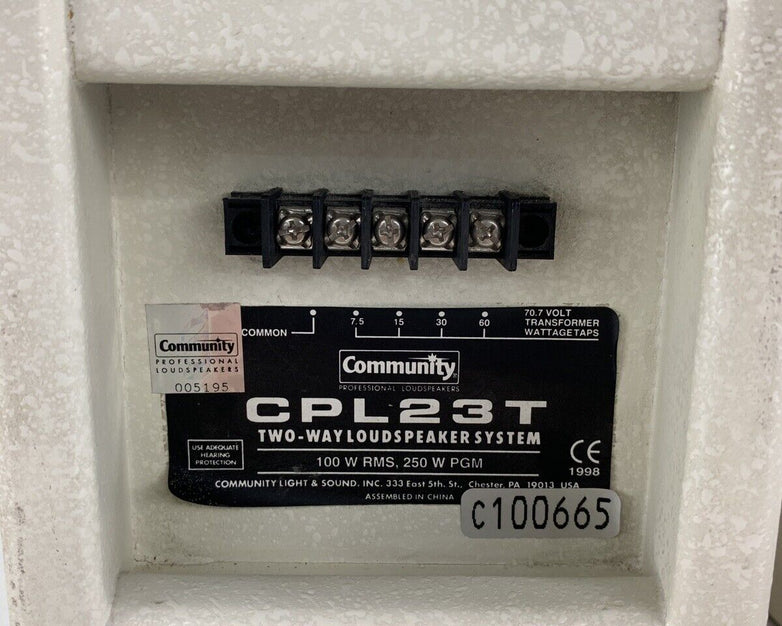 COMMON
7.5 15 30 60
70.7 VOLT
TRANSFORMER
WATTAGE TAPS
Community
PROFESSIONAL
LOUDSPEAKERS
005195
Community
PROFESSIONAL LOUDSPEAKERS
CPL23T
TWO-WAY LOUDSPEAKER SYSTEM
USE ADEQUATE
HEARING
PROTECTION
100 W RMS, 250 W PGM
CE
1998
COMMUNITY LIGHT & SOUND, INC. 333 East 5th. St., Chester, PA 19013 USA
ASSEMBLED IN CHINA
C100665